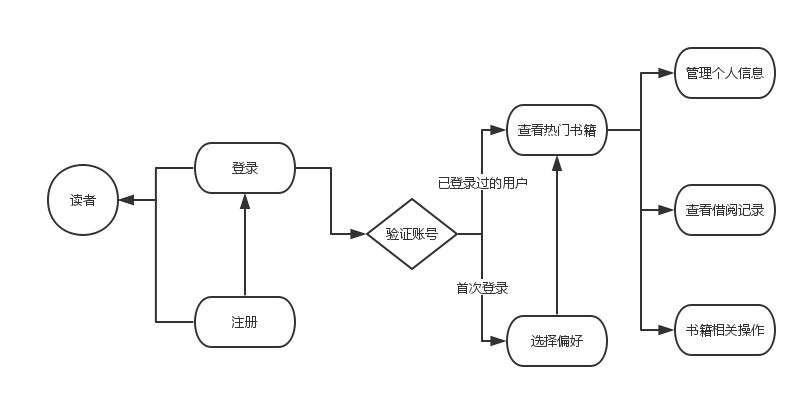 读者
登录
注册
验证账号
已登录过的用户
首次登录
查看热门书籍
选择偏好
管理个人信息
查看借阅记录
书籍相关操作